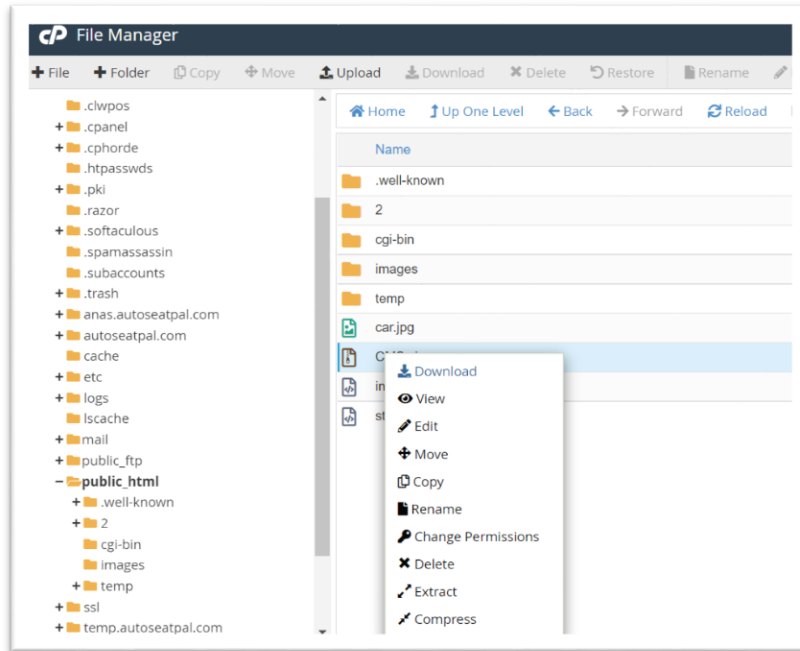 cP File Manager
File Folder Copy Move Upload Download Delete Restore Rename
.clwpos
.cpanel
.cphorde
.htpasswds
.pki
.razor
.softaculous
.spamassassin
.subaccounts
.trash
anas.autoseatpal.com
autoseatpal.com
cache
etc
logs
lscache
mail
public_ftp
public_html
.well-known
2
cgi-bin
images
temp
ssl
temp.autoseatpal.com
Home Up One Level Back Forward Reload
Name
.well-known
2
cgi-bin
images
temp
car.jpg
in
st
Download
View
Edit
Move
Copy
Rename
Change Permissions
Delete
Extract
Compress